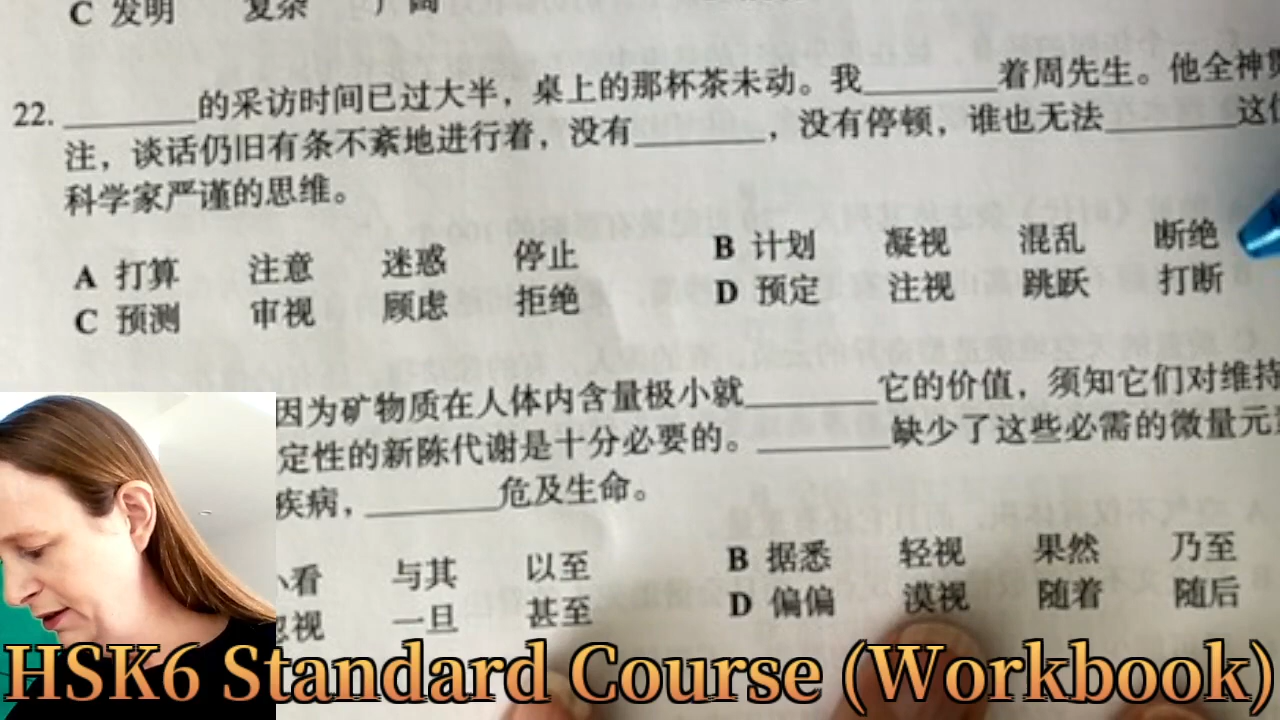 C 发明 复杂 广阔
22. ________的采访时间已过大半，桌上的那杯茶未动。我________着周先生。他全神贯
注，谈话仍旧有条不紊地进行着，没有________，没有停顿，谁也无法________这位
科学家严谨的思维。
A 打算 注意 迷惑 停止 B 计划 凝视 混乱 断绝
C 预测 审视 顾虑 拒绝 D 预定 注视 跳跃 打断
因为矿物质在人体内含量极小就________它的价值，须知它们对维持
定性的新陈代谢是十分必要的。________缺少了这些必需的微量元素
疾病，________危及生命。
小看 与其 以至 B 据悉 轻视 果然 乃至
忽视 一旦 甚至 D 偏偏 漠视 随着 随后
HSK6 Standard Course (Workbook)